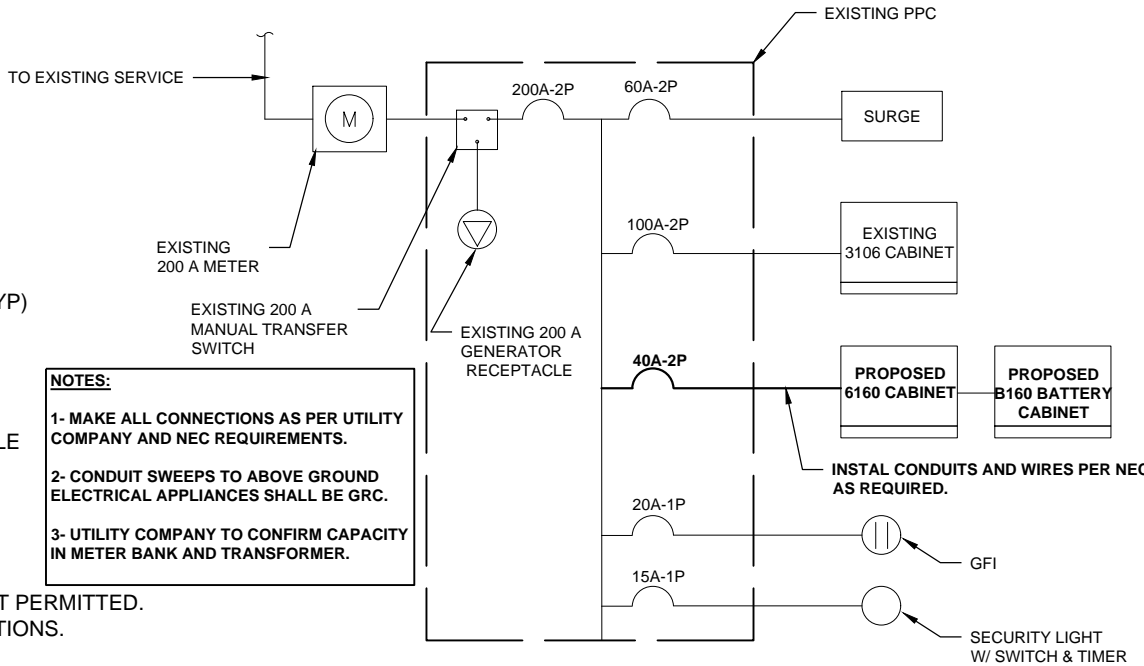 EXISTING PPC
TO EXISTING SERVICE
200A-2P
60A-2P
M
SURGE
EXISTING
200 A METER
100A-2P
EXISTING
3106 CABINET
EXISTING 200 A
MANUAL TRANSFER
SWITCH
EXISTING 200 A
GENERATOR
RECEPTACLE
YP)
40A-2P
PROPOSED
6160 CABINET
PROPOSED
B160 BATTERY
CABINET
NOTES:
1- MAKE ALL CONNECTIONS AS PER UTILITY
COMPANY AND NEC REQUIREMENTS.
2- CONDUIT SWEEPS TO ABOVE GROUND
ELECTRICAL APPLIANCES SHALL BE GRC.
3- UTILITY COMPANY TO CONFIRM CAPACITY
IN METER BANK AND TRANSFORMER.
LE
INSTAL CONDUITS AND WIRES PER NEC
AS REQUIRED.
20A-1P
GFI
15A-1P
SECURITY LIGHT
W/ SWITCH & TIMER
T PERMITTED.
TIONS.